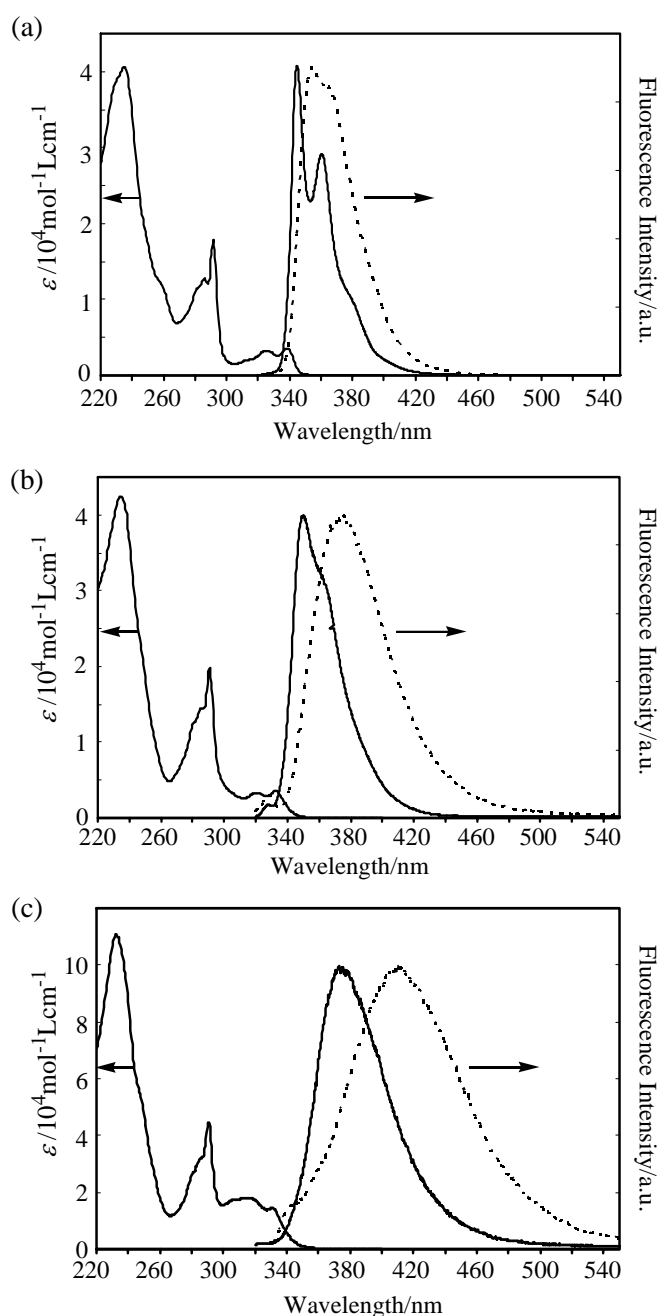 (a)
Fluorescence Intensity/a.u.
ε/10⁴mol⁻¹Lcm⁻¹
4
3
2
1
0
220 260 300 340 380 420 460 500 540
Wavelength/nm
(b)
Fluorescence Intensity/a.u.
ε/10⁴mol⁻¹Lcm⁻¹
4
3
2
1
0
220 260 300 340 380 420 460 500 540
Wavelength/nm
(c)
Fluorescence Intensity/a.u.
ε/10⁴mol⁻¹Lcm⁻¹
10
8
6
4
2
0
220 260 300 340 380 420 460 500 540
Wavelength/nm